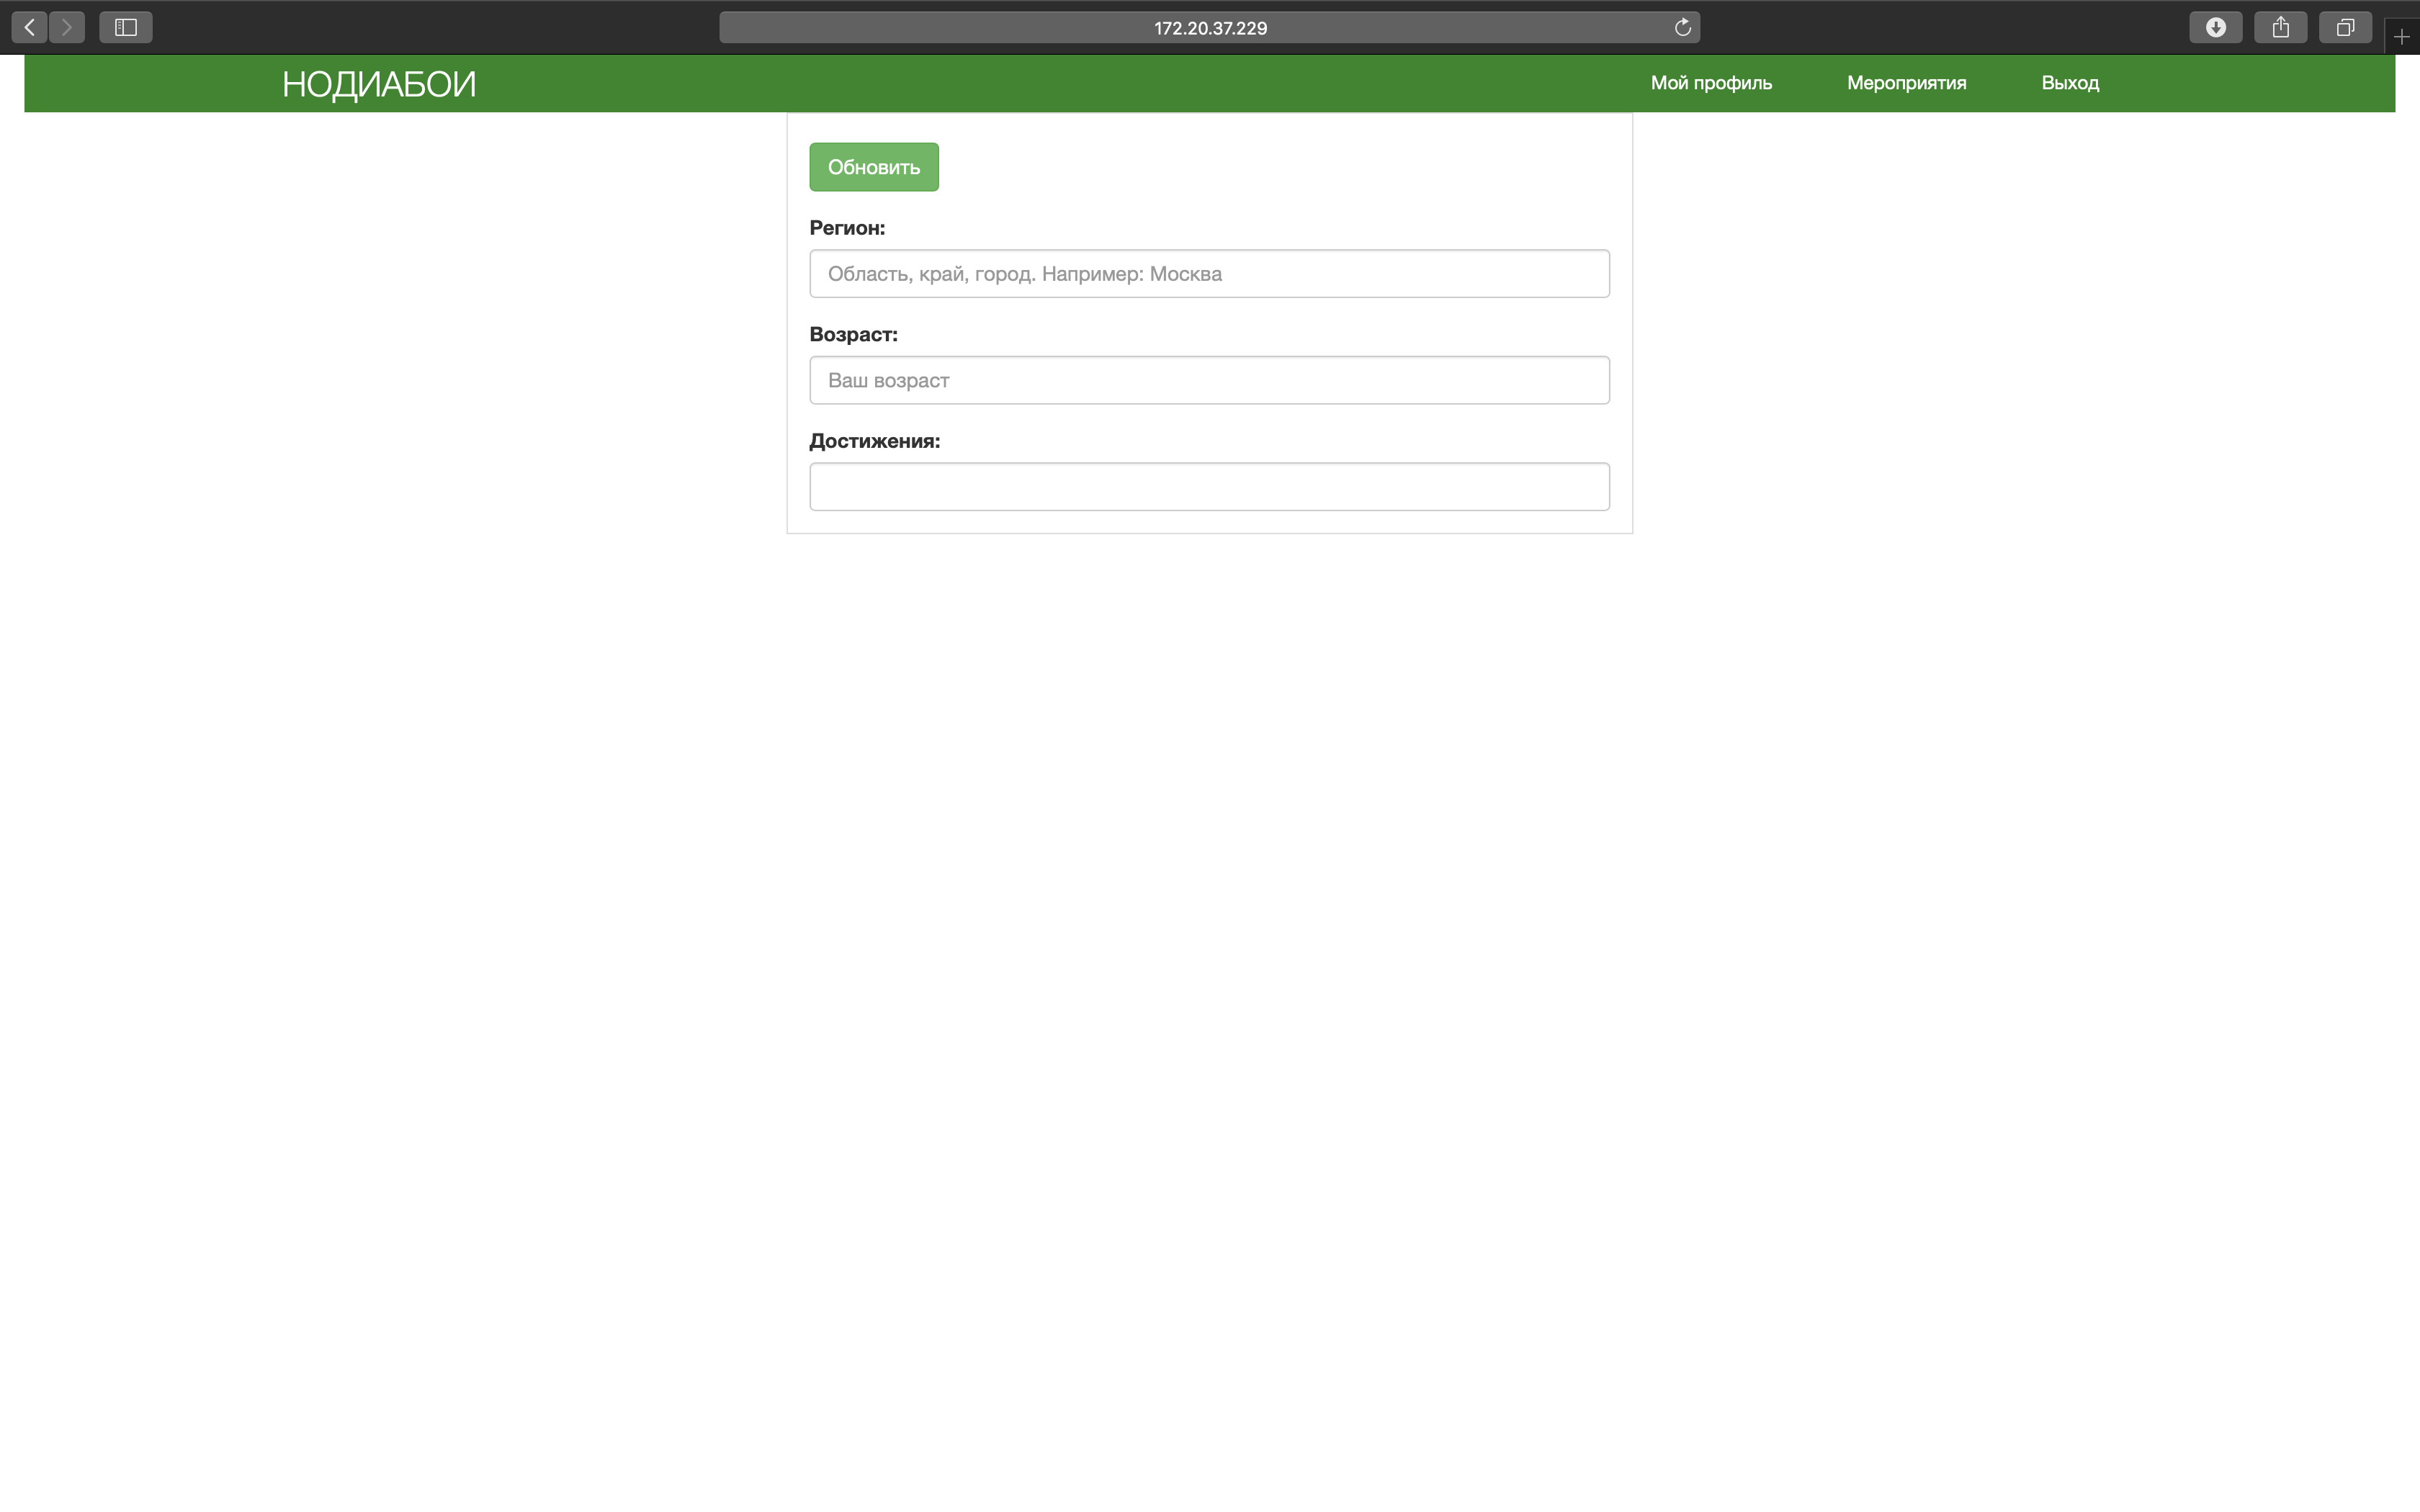 172.20.37.229
НОДИАБОИ
Мой профиль Мероприятия Выход
Обновить
Регион:
Область, край, город. Например: Москва
Возраст:
Ваш возраст
Достижения: